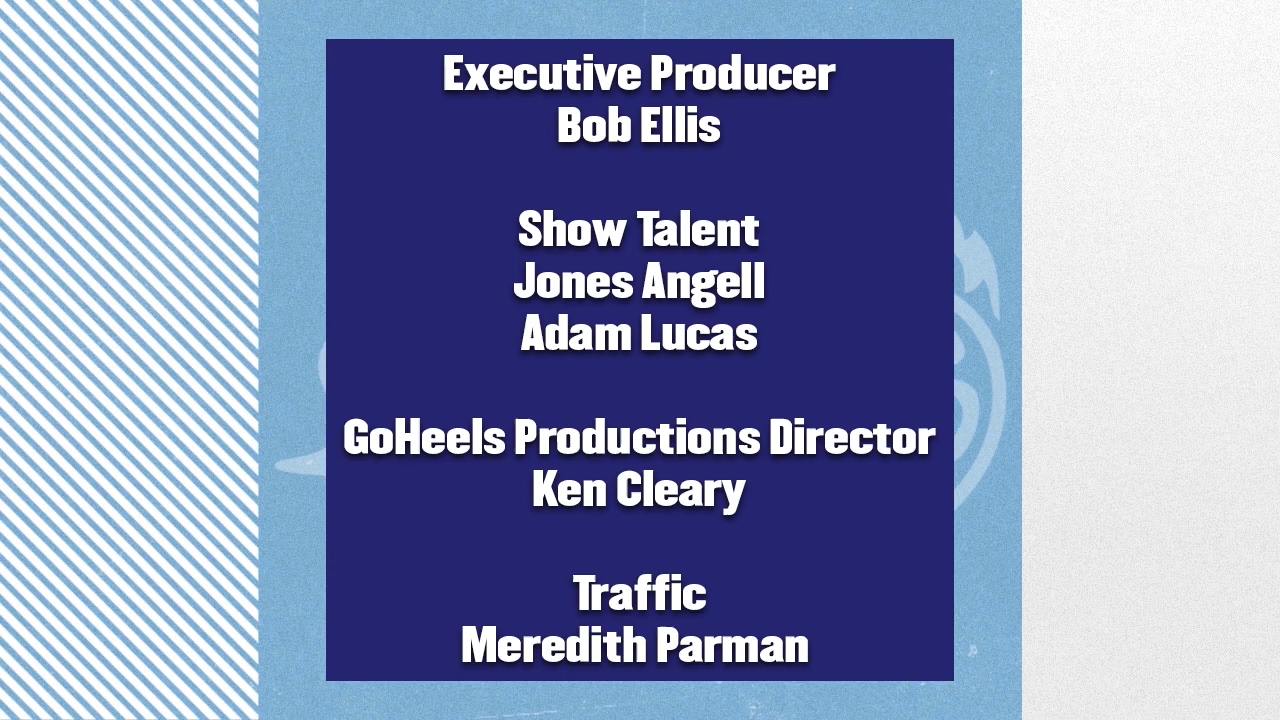 Executive Producer
Bob Ellis
Show Talent
Jones Angell
Adam Lucas
GoHeels Productions Director
Ken Cleary
Traffic
Meredith Parman